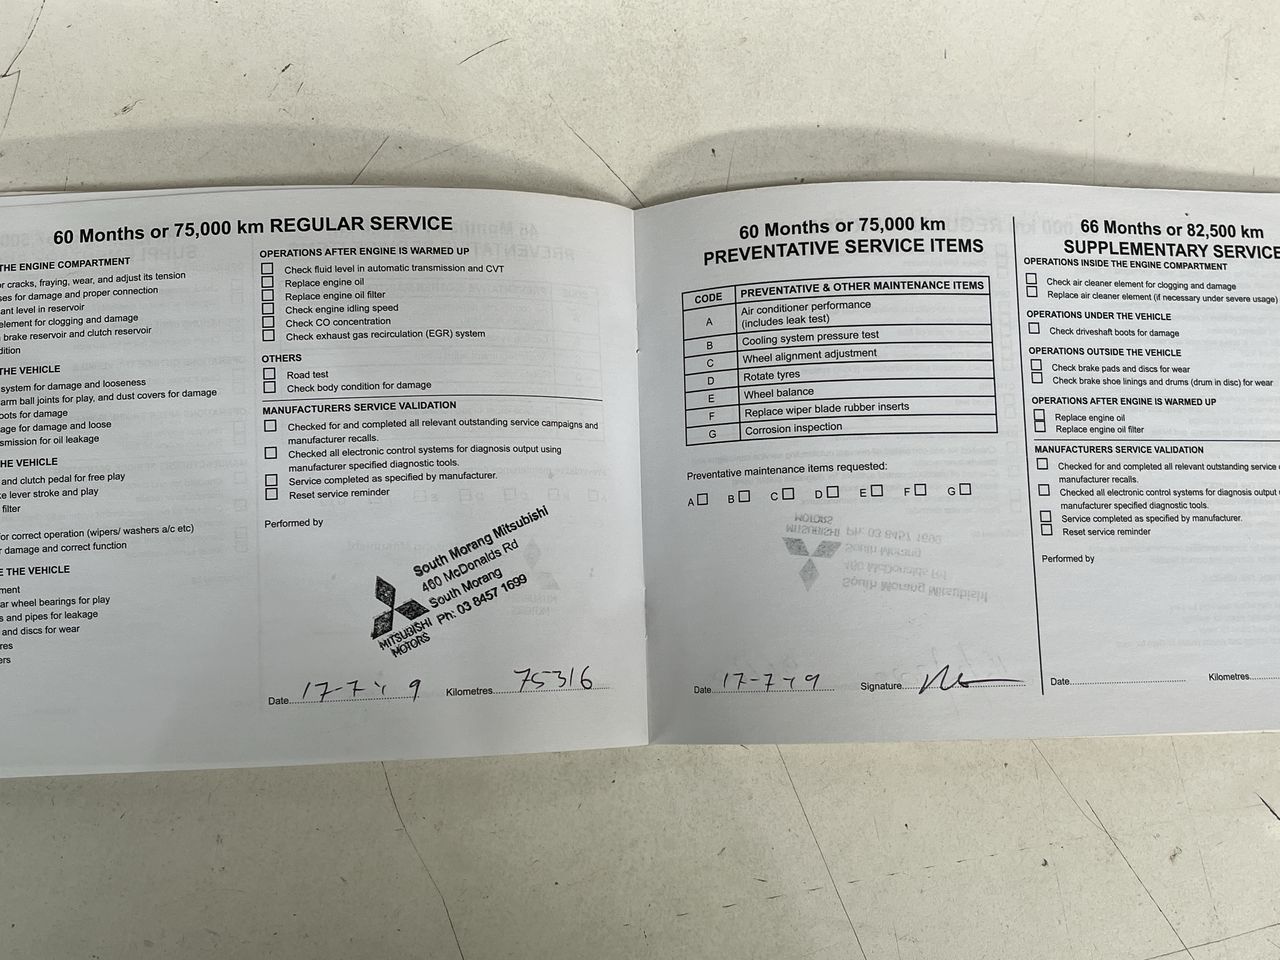 60 Months or 75,000 km REGULAR SERVICE
THE ENGINE COMPARTMENT
r cracks, fraying, wear, and adjust its tension
ses for damage and proper connection
ant level in reservoir
element for clogging and damage
brake reservoir and clutch reservoir
dition
THE VEHICLE
system for damage and looseness
arm ball joints for play, and dust covers for damage
oots for damage
age for damage and loose
smission for oil leakage
HE VEHICLE
and clutch pedal for free play
ke lever stroke and play
filter
for correct operation (wipers/ washers a/c etc)
r damage and correct function
E THE VEHICLE
ment
ar wheel bearings for play
s and pipes for leakage
and discs for wear
res
ers
OPERATIONS AFTER ENGINE IS WARMED UP
Check fluid level in automatic transmission and CVT
Replace engine oil
Replace engine oil filter
Check engine idling speed
Check CO concentration
Check exhaust gas recirculation (EGR) system
OTHERS
Road test
Check body condition for damage
MANUFACTURERS SERVICE VALIDATION
Checked for and completed all relevant outstanding service campaigns and
manufacturer recalls.
Checked all electronic control systems for diagnosis output using
manufacturer specified diagnostic tools.
Service completed as specified by manufacturer.
Reset service reminder
Performed by
South Morang Mitsubishi
460 McDonalds Rd
South Morang
Ph: 03 8457 1699
MITSUBISHI
MOTORS
Date 17-7-19 Kilometres 75316
60 Months or 75,000 km
PREVENTATIVE SERVICE ITEMS
CODE PREVENTATIVE & OTHER MAINTENANCE ITEMS
A Air conditioner performance
(includes leak test)
B Cooling system pressure test
C Wheel alignment adjustment
D Rotate tyres
E Wheel balance
F Replace wiper blade rubber inserts
G Corrosion inspection
Preventative maintenance items requested:
A B C D E F G
Date 17-7-19 Signature
66 Months or 82,500 km
SUPPLEMENTARY SERVICE
OPERATIONS INSIDE THE ENGINE COMPARTMENT
Check air cleaner element for clogging and damage
Replace air cleaner element (if necessary under severe usage)
OPERATIONS UNDER THE VEHICLE
Check driveshaft boots for damage
OPERATIONS OUTSIDE THE VEHICLE
Check brake pads and discs for wear
Check brake shoe linings and drums (drum in disc) for wear
OPERATIONS AFTER ENGINE IS WARMED UP
Replace engine oil
Replace engine oil filter
MANUFACTURERS SERVICE VALIDATION
Checked for and completed all relevant outstanding service
manufacturer recalls.
Checked all electronic control systems for diagnosis output
manufacturer specified diagnostic tools.
Service completed as specified by manufacturer.
Reset service reminder
Performed by
Date Kilometres